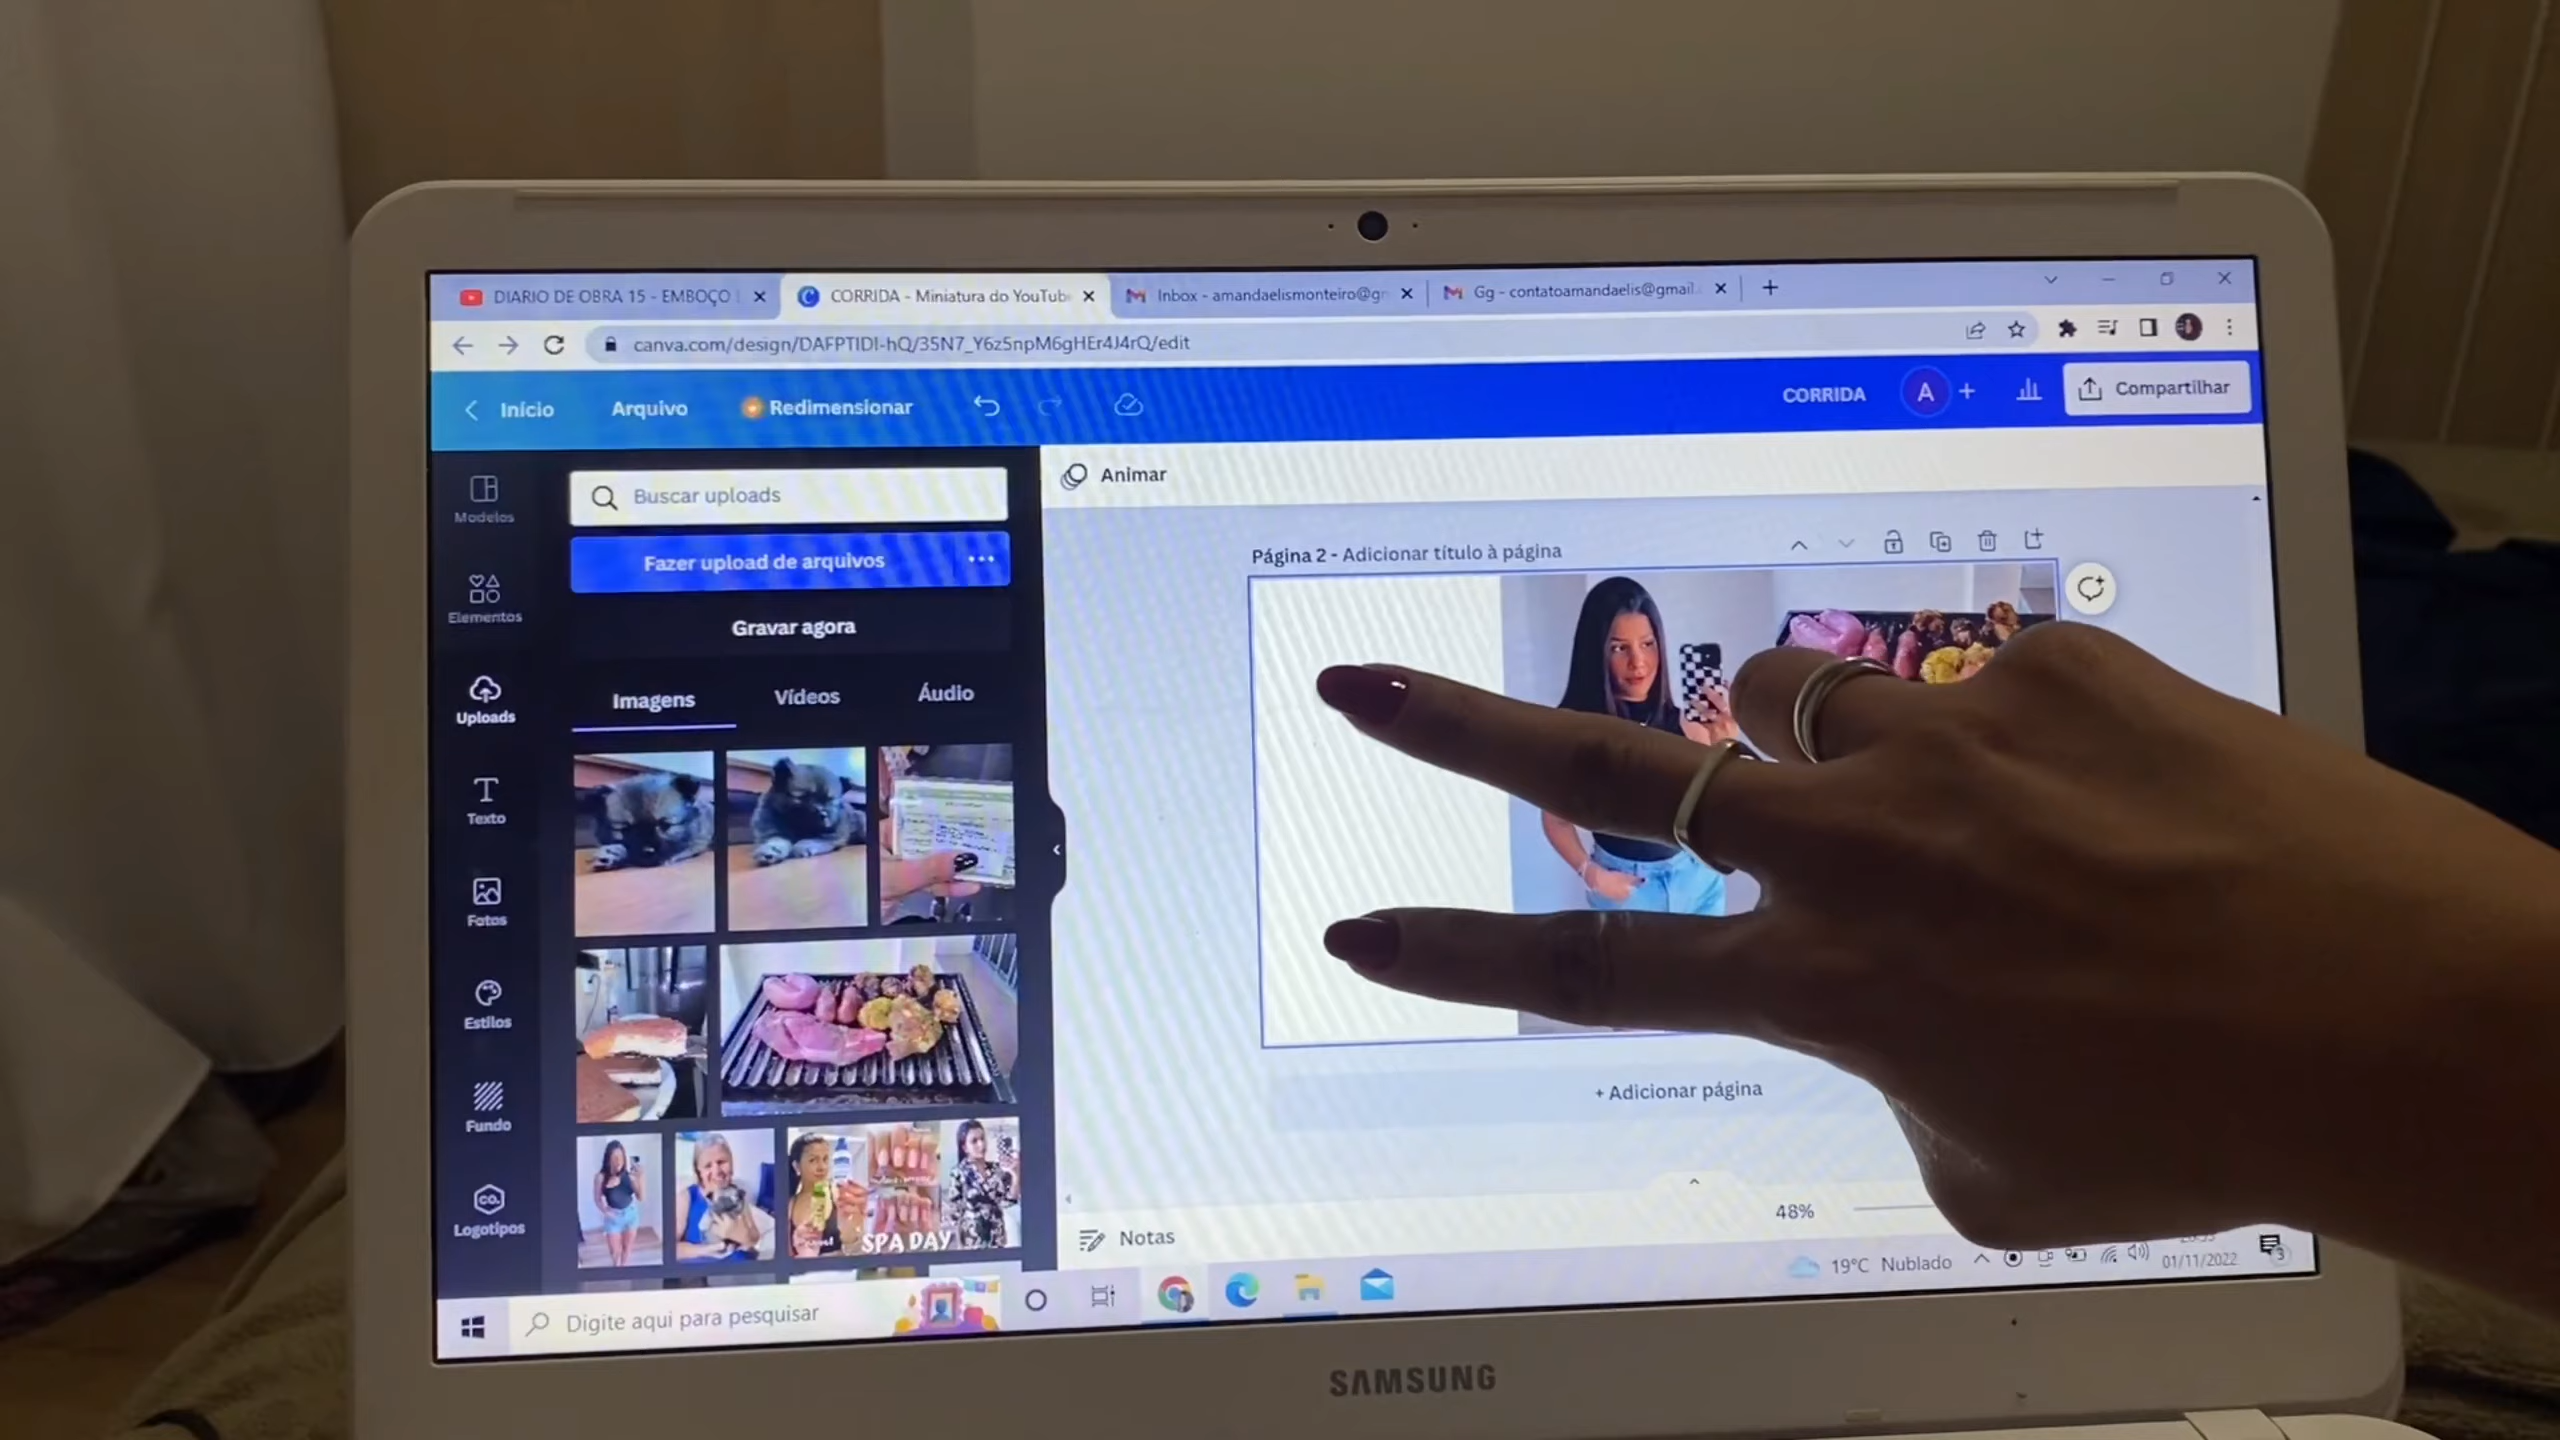 DIARIO DE OBRA 15 - EMBOÇO
CORRIDA - Miniatura do YouTub
Inbox - amandaelismonteiro@gr
Gg - contatoamandaelis@gmail.
canva.com/design/DAFPTIDI-hQ/35N7_Y6z5npM6gHEr4J4rQ/edit
Início
Arquivo
Redimensionar
CORRIDA
A
Compartilhar
Modelos
Elementos
Uploads
Texto
Fotos
Estilos
Fundo
CO.
Logotipos
Buscar uploads
Fazer upload de arquivos
Gravar agora
Imagens
Vídeos
Áudio
SPA DAY
Animar
Página 2 - Adicionar título à página
+ Adicionar página
Notas
48%
Digite aqui para pesquisar
19°C Nublado
01/11/2022
3
SAMSUNG